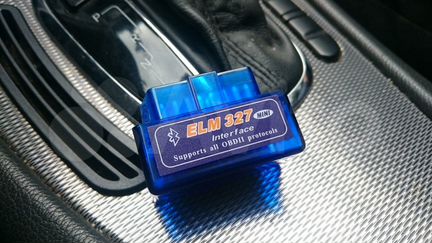 P
ELM 327 MINI
Interface
Supports all OBDII protocols